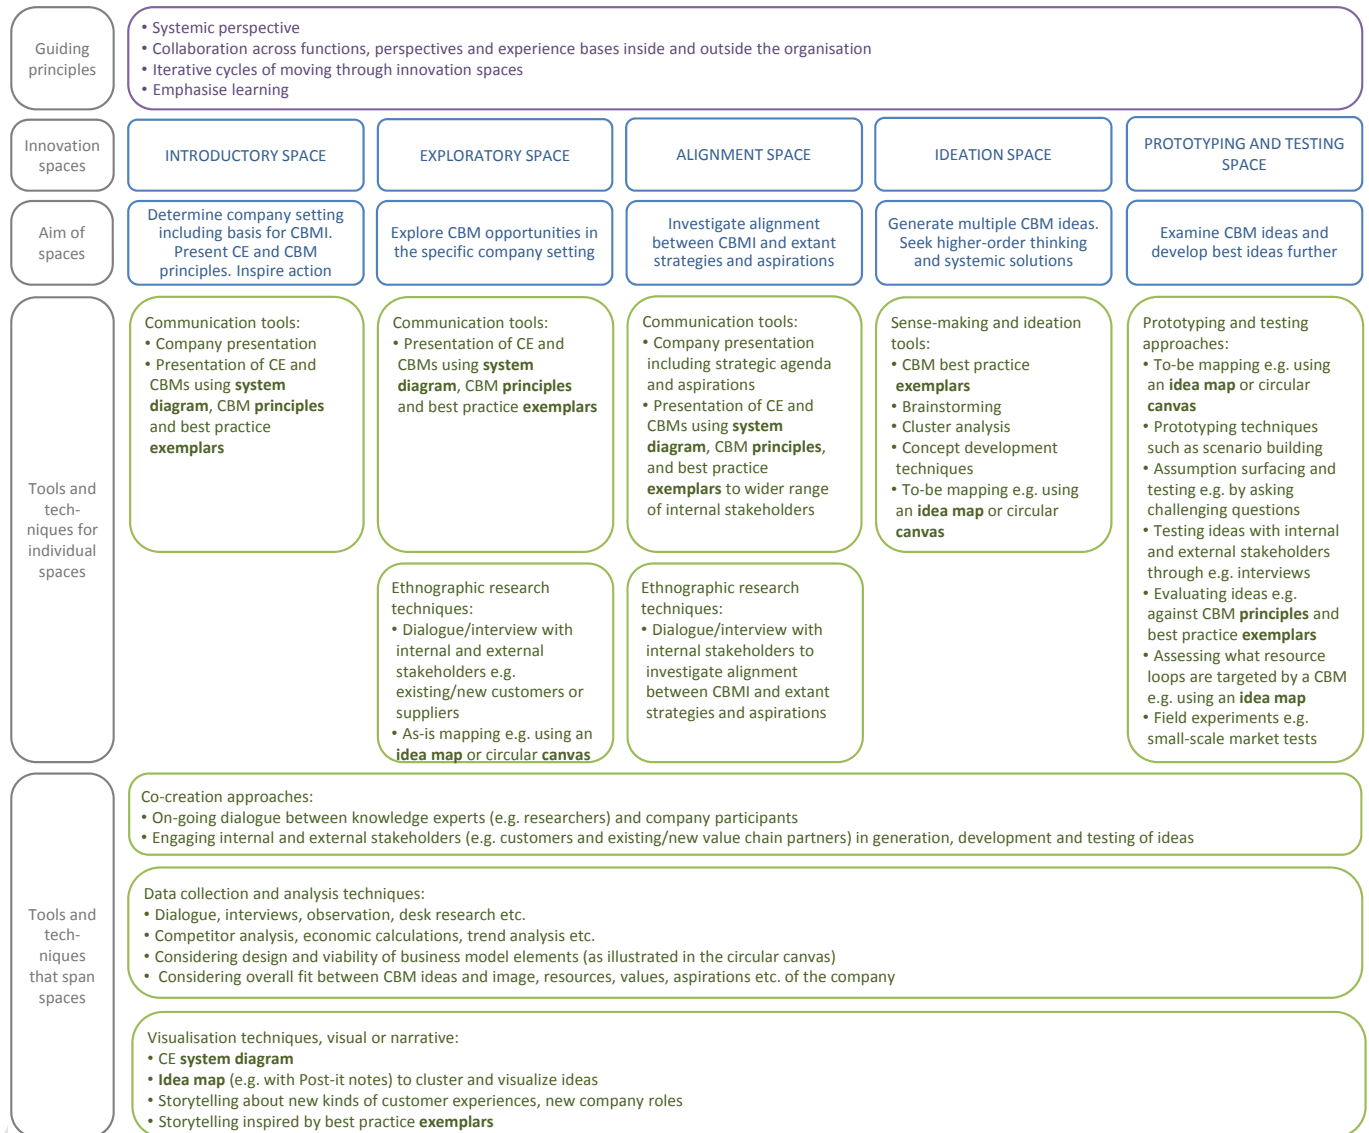 Guiding
principles
• Systemic perspective
• Collaboration across functions, perspectives and experience bases inside and outside the organisation
• Iterative cycles of moving through innovation spaces
• Emphasise learning
Innovation
spaces
INTRODUCTORY SPACE
EXPLORATORY SPACE
ALIGNMENT SPACE
IDEATION SPACE
PROTOTYPING AND TESTING
SPACE
Aim of
spaces
Determine company setting
including basis for CBMI.
Present CE and CBM
principles. Inspire action
Explore CBM opportunities in
the specific company setting
Investigate alignment
between CBMI and extant
strategies and aspirations
Generate multiple CBM ideas.
Seek higher-order thinking
and systemic solutions
Examine CBM ideas and
develop best ideas further
Tools and
tech-
niques for
individual
spaces
Communication tools:
• Company presentation
• Presentation of CE and
CBMs using system
diagram, CBM principles
and best practice
exemplars
Communication tools:
• Presentation of CE and
CBMs using system
diagram, CBM principles
and best practice exemplars
Ethnographic research
techniques:
• Dialogue/interview with
internal and external
stakeholders e.g.
existing/new customers or
suppliers
• As-is mapping e.g. using an
idea map or circular canvas
Communication tools:
• Company presentation
including strategic agenda
and aspirations
• Presentation of CE and
CBMs using system
diagram, CBM principles,
and best practice
exemplars to wider range
of internal stakeholders
Ethnographic research
techniques:
• Dialogue/interview with
internal stakeholders to
investigate alignment
between CBMI and extant
strategies and aspirations
Sense-making and ideation
tools:
• CBM best practice
exemplars
• Brainstorming
• Cluster analysis
• Concept development
techniques
• To-be mapping e.g. using
an idea map or circular
canvas
Prototyping and testing
approaches:
• To-be mapping e.g. using
an idea map or circular
canvas
• Prototyping techniques
such as scenario building
• Assumption surfacing and
testing e.g. by asking
challenging questions
• Testing ideas with internal
and external stakeholders
through e.g. interviews
• Evaluating ideas e.g.
against CBM principles and
best practice exemplars
• Assessing what resource
loops are targeted by a CBM
e.g. using an idea map
• Field experiments e.g.
small-scale market tests
Tools and
tech-
niques
that span
spaces
Co-creation approaches:
• On-going dialogue between knowledge experts (e.g. researchers) and company participants
• Engaging internal and external stakeholders (e.g. customers and existing/new value chain partners) in generation, development and testing of ideas
Data collection and analysis techniques:
• Dialogue, interviews, observation, desk research etc.
• Competitor analysis, economic calculations, trend analysis etc.
• Considering design and viability of business model elements (as illustrated in the circular canvas)
• Considering overall fit between CBM ideas and image, resources, values, aspirations etc. of the company
Visualisation techniques, visual or narrative:
• CE system diagram
• Idea map (e.g. with Post-it notes) to cluster and visualize ideas
• Storytelling about new kinds of customer experiences, new company roles
• Storytelling inspired by best practice exemplars